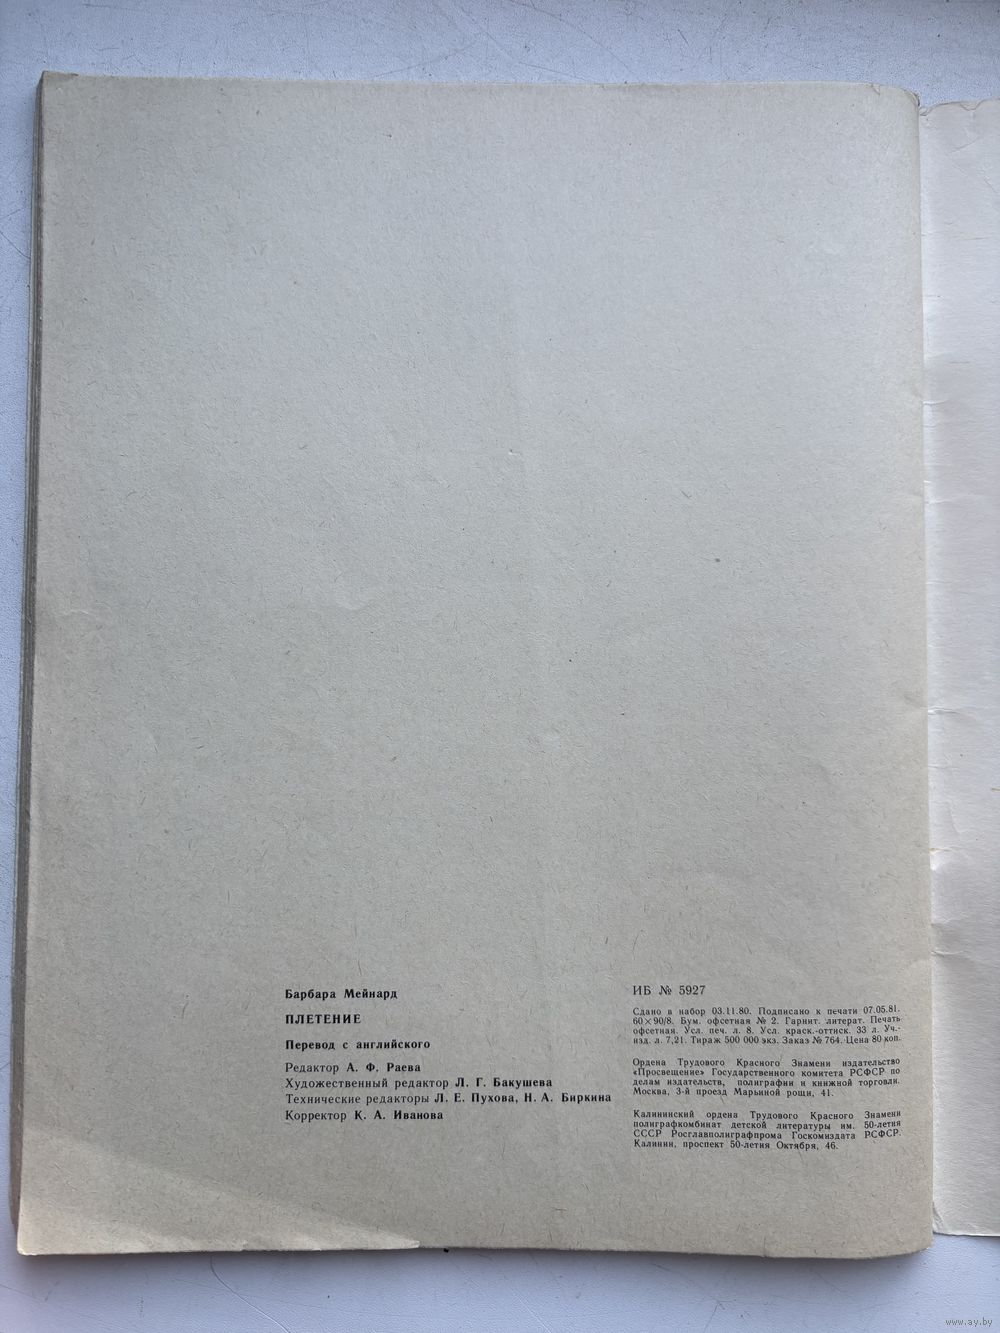 Барбара Мейнард
ПЛЕТЕНИЕ
Перевод с английского
Редактор А. Ф. Раева
Художественный редактор Л. Г. Бакушева
Технические редакторы Л. Е. Пухова, Н. А. Биркина
Корректор К. А. Иванова
ИБ № 5927
Сдано в набор 03.11.80. Подписано к печати 07.05.81.
60×90/8. Бум. офсетная № 2. Гарнит. литерат. Печать
офсетная. Усл. печ. л. 8. Усл. краск.-оттиск. 33 л. Уч.-
изд. л. 7,21. Тираж 500 000 экз. Заказ № 764. Цена 80 коп.
Ордена Трудового Красного Знамени издательство
«Просвещение» Государственного комитета РСФСР по
делам издательств, полиграфии и книжной торговли.
Москва, 3-й проезд Марьиной рощи, 41.
Калининский ордена Трудового Красного Знамени
полиграфкомбинат детской литературы им. 50-летия
СССР Росглавполиграфпрома Госкомиздата РСФСР.
Калинин, проспект 50-летия Октября, 46.
www.ay.by